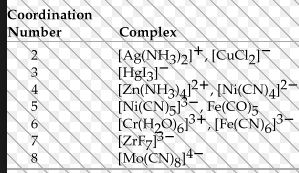 Coordination
Number Complex
2 [Ag(NH3)2]+, [CuCl2]−
3 [HgI3]−
4 [Zn(NH3)4]2+, [Ni(CN)4]2−
5 [Ni(CN)5]3−, Fe(CO)5
6 [Cr(H2O)6]3+, [Fe(CN)6]3−
7 [ZrF7]3−
8 [Mo(CN)8]4−